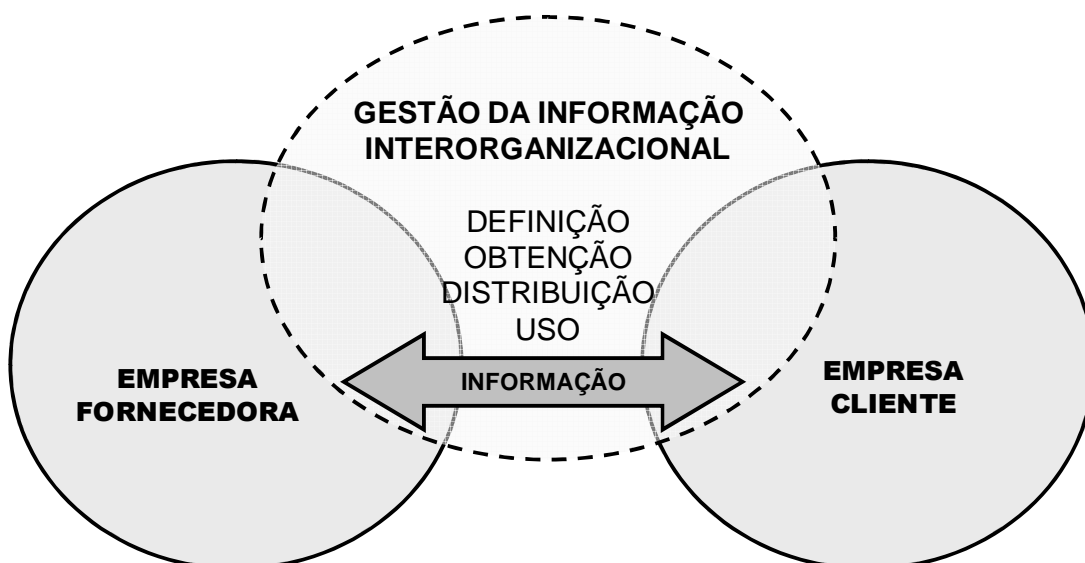 GESTÃO DA INFORMAÇÃO
INTERORGANIZACIONAL
DEFINIÇÃO
OBTENÇÃO
DISTRIBUIÇÃO
USO
EMPRESA
FORNECEDORA
INFORMAÇÃO
EMPRESA
CLIENTE